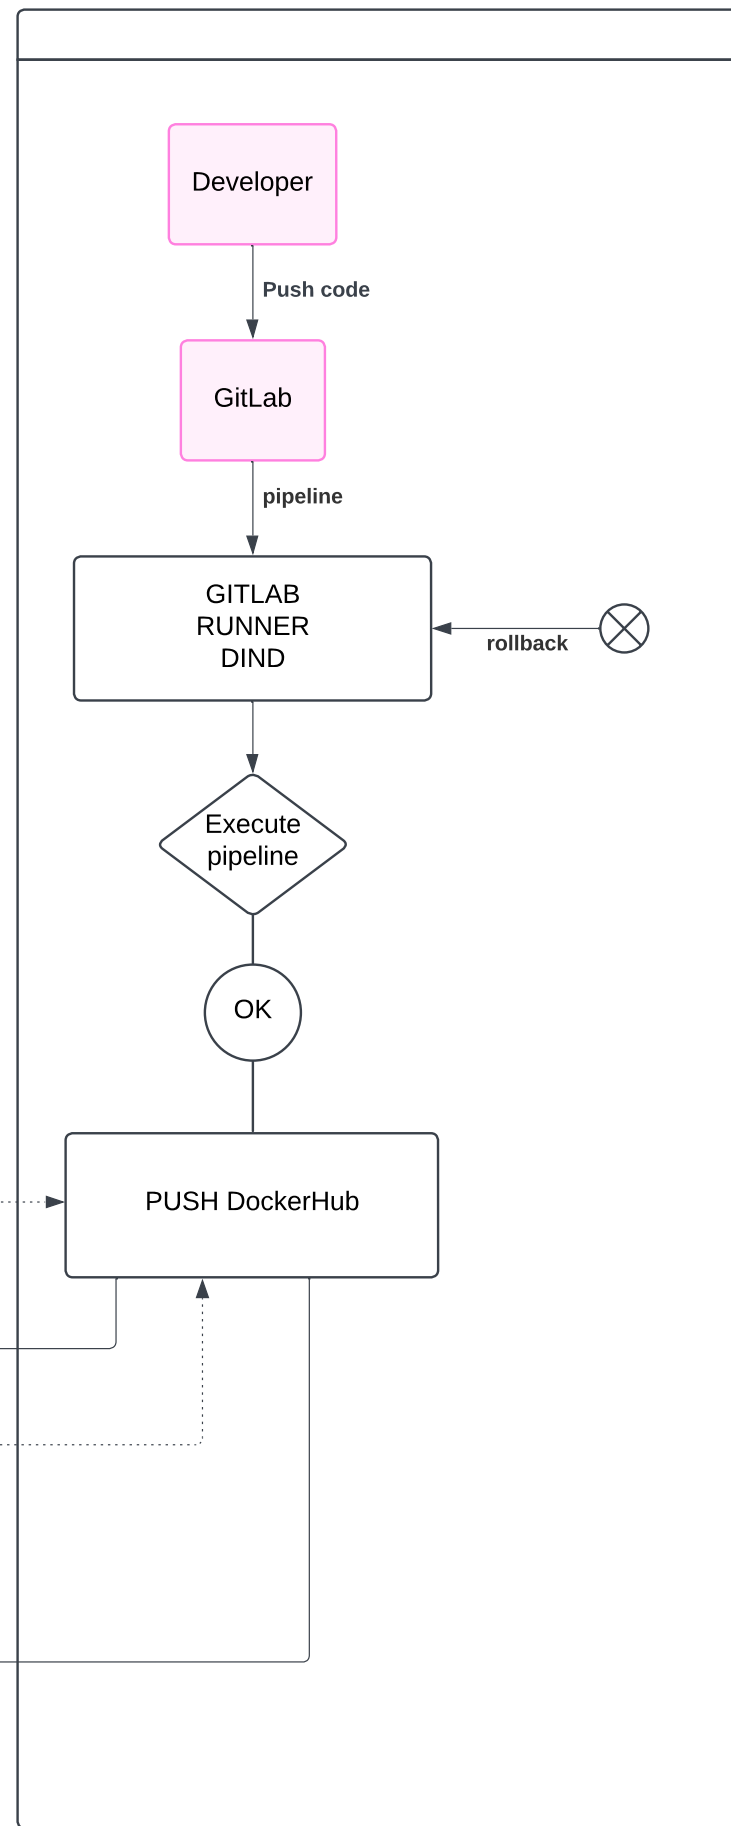 Developer
Push code
GitLab
pipeline
GITLAB
RUNNER
DIND
rollback
Execute
pipeline
OK
PUSH DockerHub